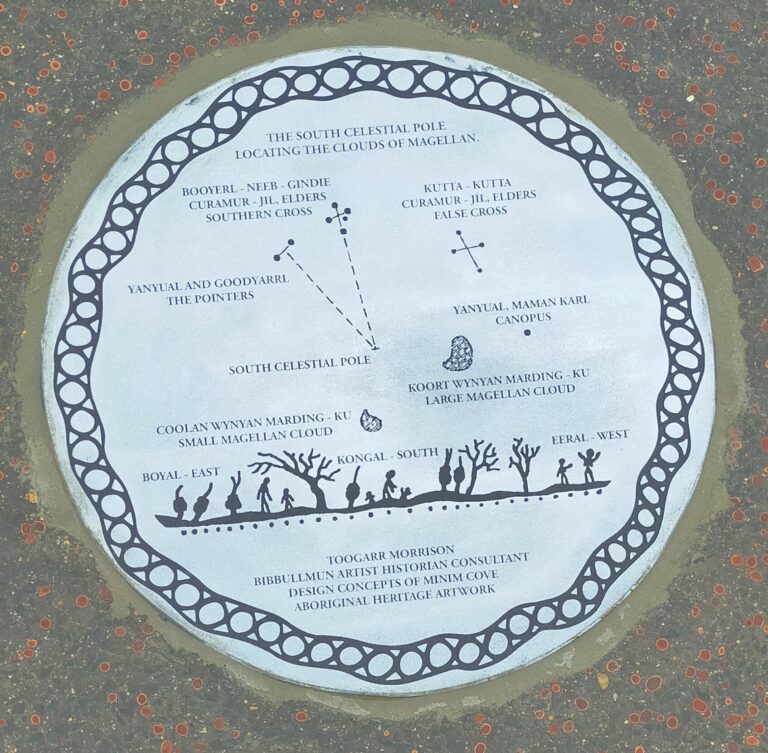 THE SOUTH CELESTIAL POLE
LOCATING THE CLOUDS OF MAGELLAN.
BOOYERL - NEEB - GINDIE
CURAMUR - JIL, ELDERS
SOUTHERN CROSS
KUTTA - KUTTA
CURAMUR - JIL, ELDERS
FALSE CROSS
YANYUAL AND GOODYARRL
THE POINTERS
YANYUAL, MAMAN KARL
CANOPUS
SOUTH CELESTIAL POLE
KOORT WYNYAN MARDING - KU
LARGE MAGELLAN CLOUD
COOLAN WYNYAN MARDING - KU
SMALL MAGELLAN CLOUD
BOYAL - EAST
KONGAL - SOUTH
EERAL - WEST
TOOGARR MORRISON
BIBBULLMUN ARTIST HISTORIAN CONSULTANT
DESIGN CONCEPTS OF MINIM COVE
ABORIGINAL HERITAGE ARTWORK